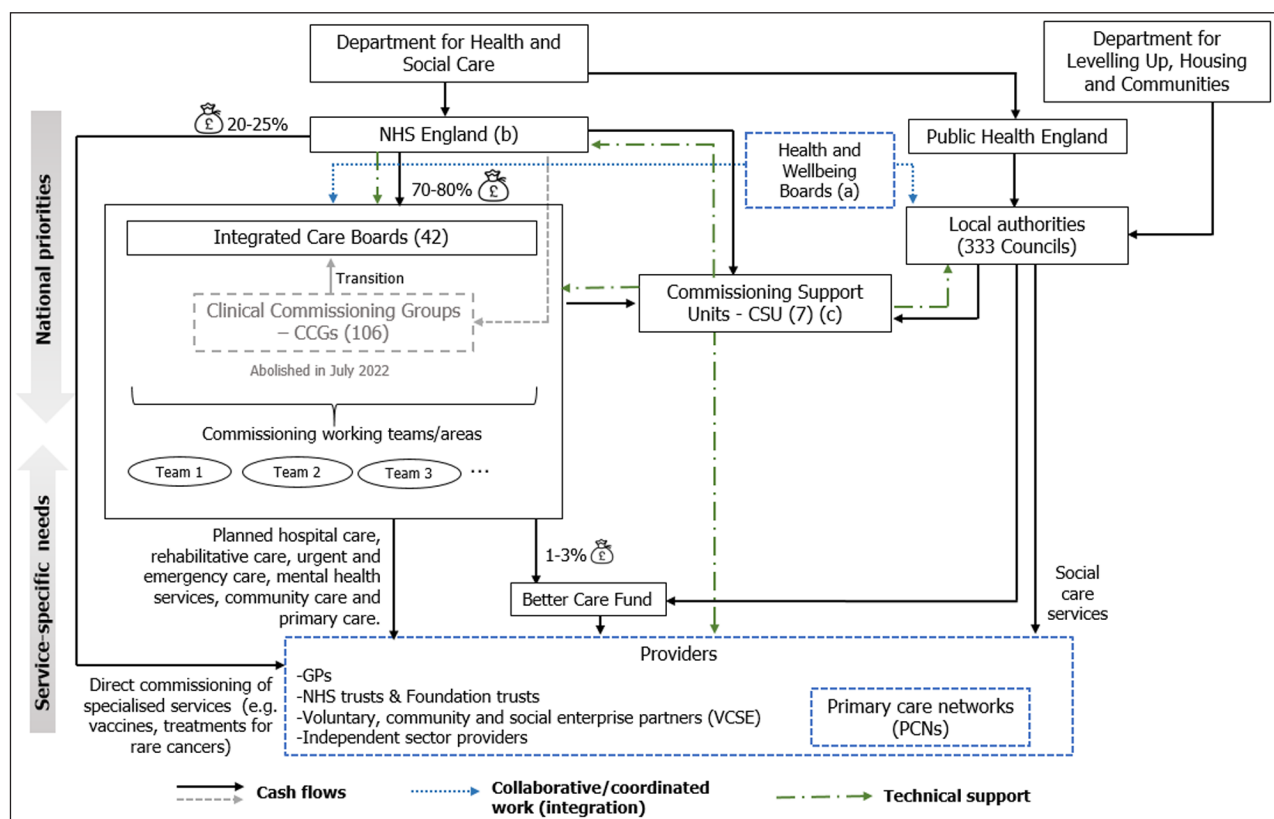 Department for Health and
Social Care
Department for
Levelling Up, Housing
and Communities
£ 20-25%
NHS England (b)
Public Health England
Health and
Wellbeing
Boards (a)
70-80% £
Local authorities
(333 Councils)
Integrated Care Boards (42)
Transition
Clinical Commissioning Groups
– CCGs (106)
Abolished in July 2022
Commissioning Support
Units - CSU (7) (c)
Commissioning working teams/areas
Team 1
Team 2
Team 3
...
National priorities
Service-specific needs
Planned hospital care,
rehabilitative care, urgent and
emergency care, mental health
services, community care and
primary care.
1-3% £
Better Care Fund
Social
care
services
Direct commissioning of
specialised services (e.g.
vaccines, treatments for
rare cancers)
Providers
-GPs
-NHS trusts & Foundation trusts
-Voluntary, community and social enterprise partners (VCSE)
-Independent sector providers
Primary care networks
(PCNs)
Cash flows
Collaborative/coordinated
work (integration)
Technical support